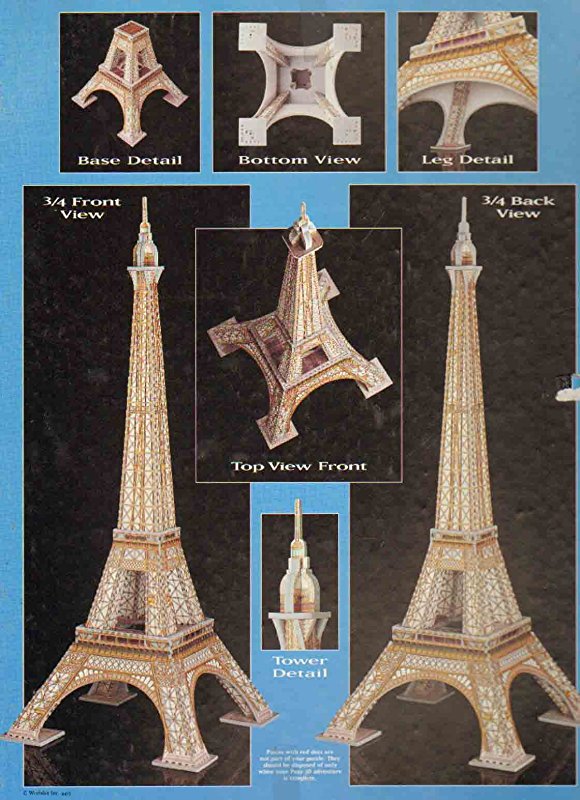 Base Detail
Bottom View
Leg Detail
3/4 Front
View
3/4 Back
View
Top View Front
Tower
Detail
Pieces with red dots are
not part of your puzzle. They
should be disposed of only
when your Puzz 3D adventure
is complete.
© Wrebbit Inc.